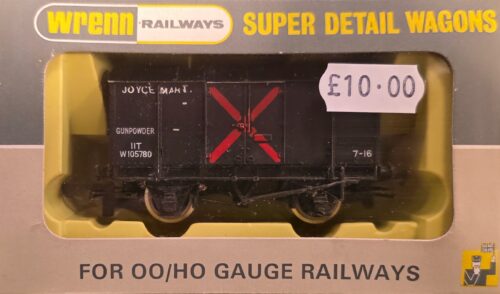 Wrenn RAILWAYS SUPER DETAIL WAGONS
£10.00
JOYCE MART.
GUNPOWDER
11T
W105780
7-16
FOR OO/HO GAUGE RAILWAYS